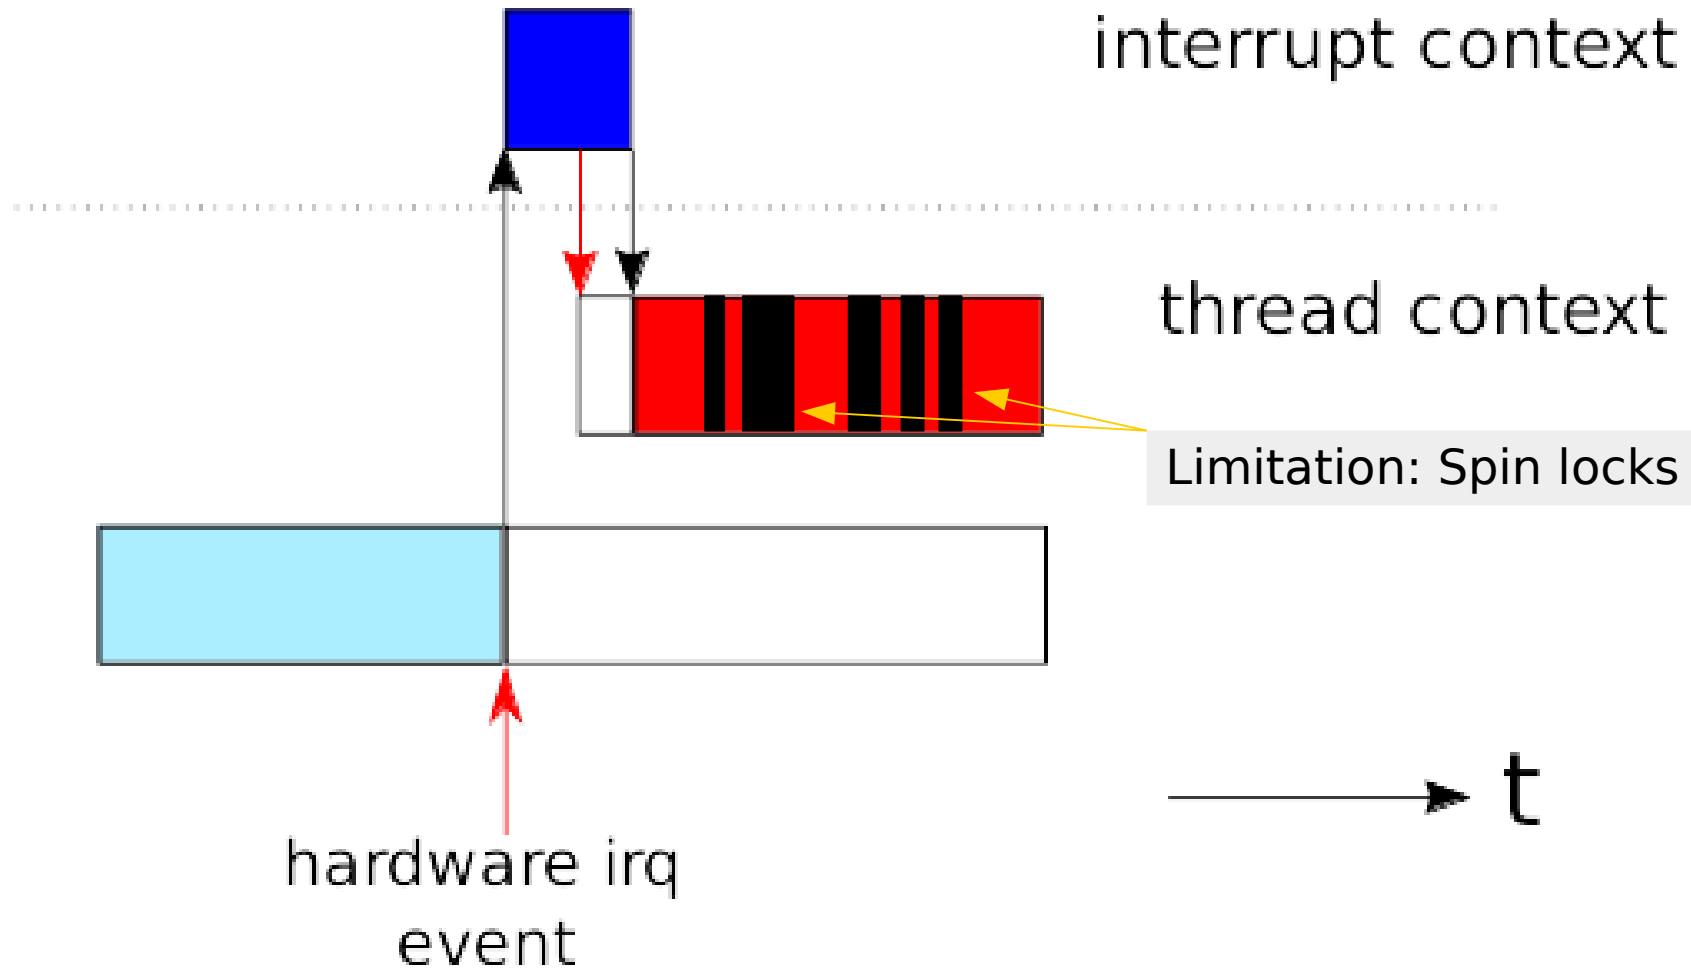 interrupt context
thread context
Limitation: Spin locks
t
hardware irq
event